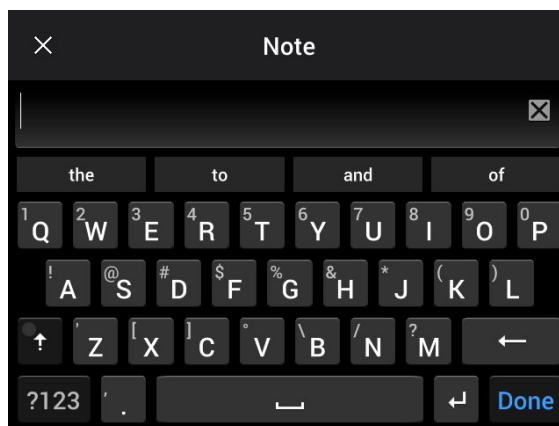 Note
the to and of
1 Q 2 W 3 E 4 R 5 T 6 Y 7 U 8 I 9 O 0 P
! A @ S # D $ F % G & H * J ( K ) L
' Z [ X ] C ° V \ B / N ? M
?123 ' . Done